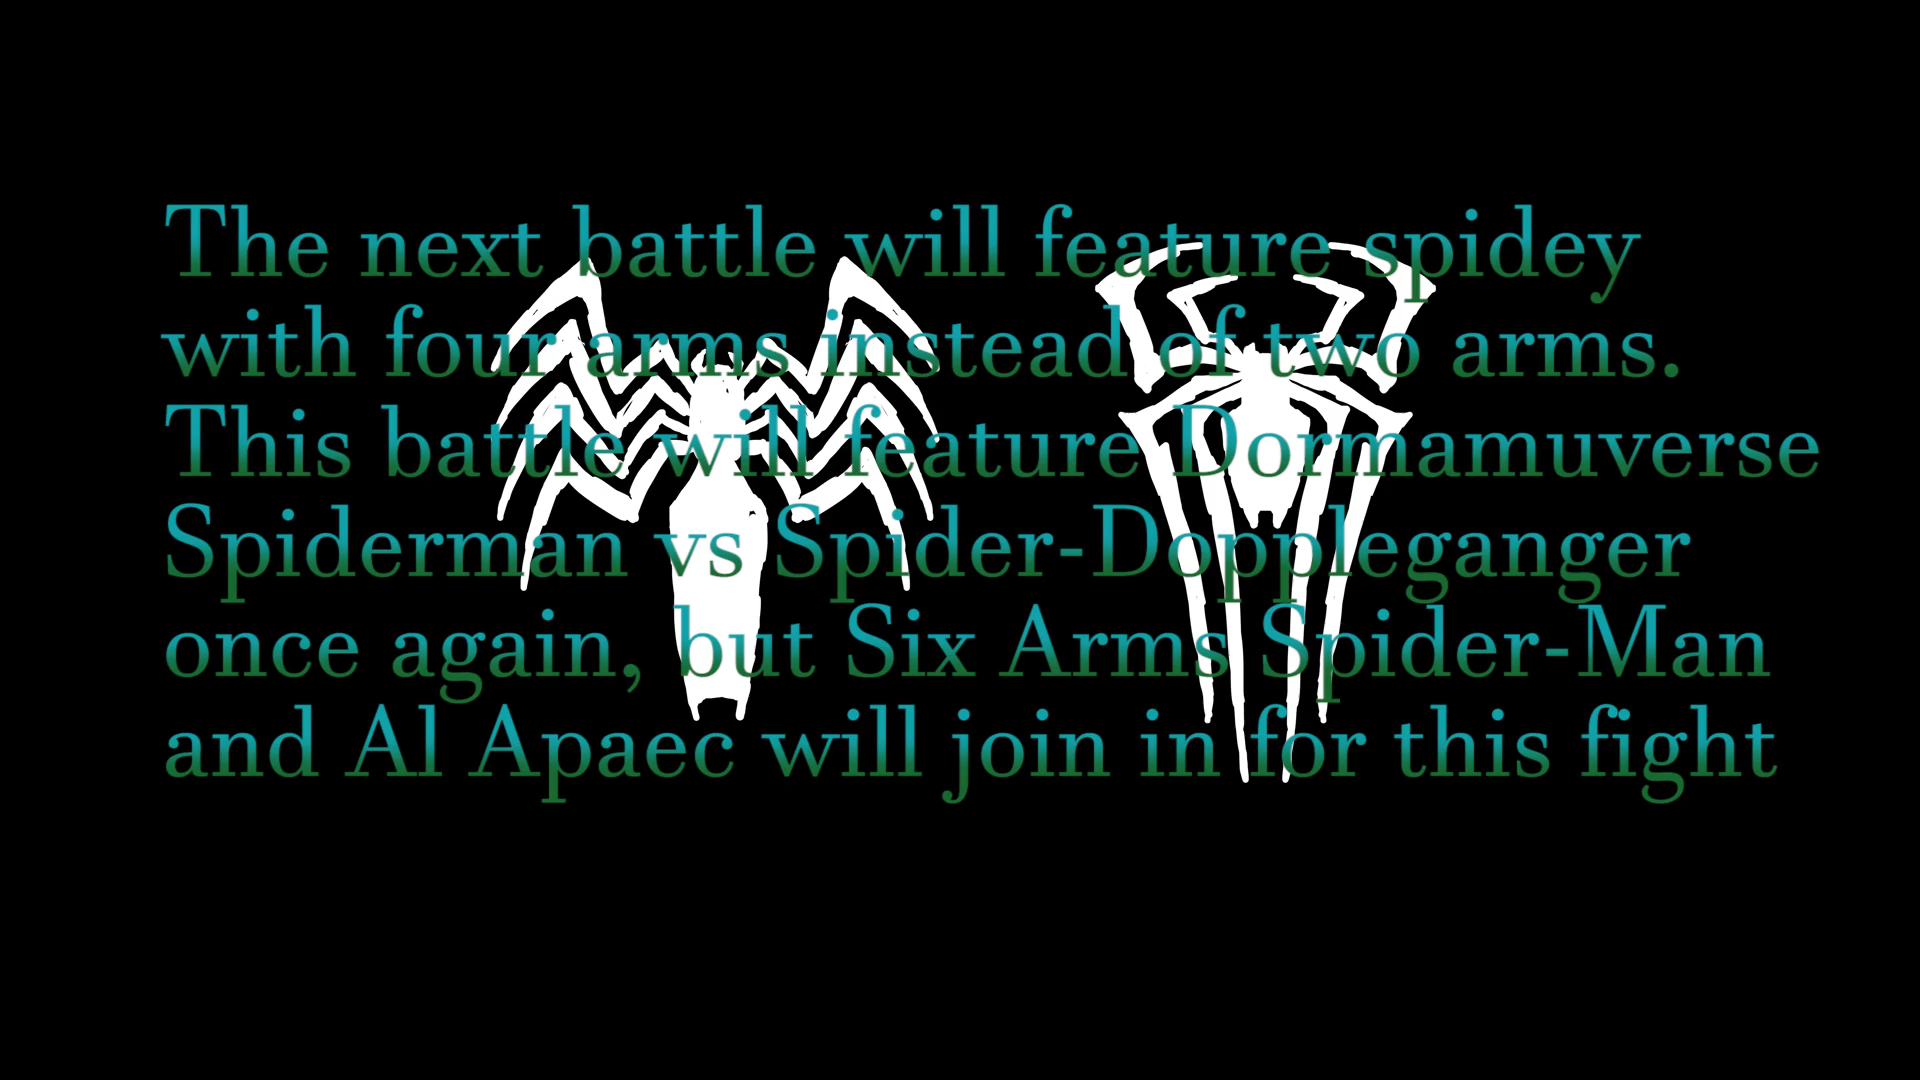 The next battle will feature spidey
with four arms instead of two arms.
This battle will feature Dormamuverse
Spiderman vs Spider-Doppleganger
once again, but Six Arms Spider-Man
and Al Apaec will join in for this fight